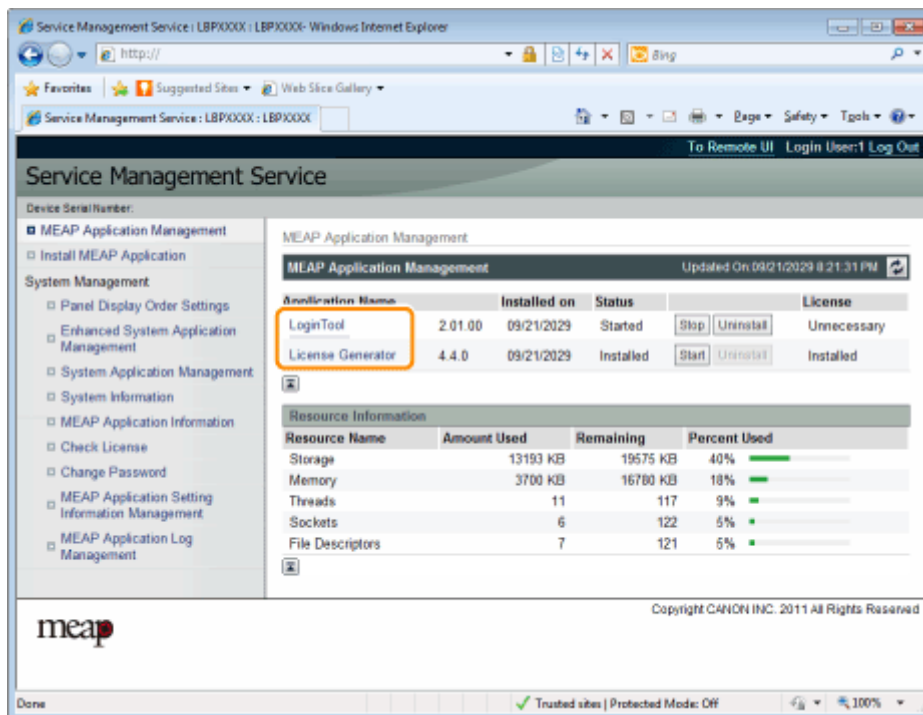 Service Management Service : LBPXXXX : LBPXXXX- Windows Internet Explorer
http://
Bing
Favorites Suggested Sites Web Slice Gallery
Service Management Service : LBPXXXX : LBPXXXX
Page Safety Tools
To Remote UI Login User:1 Log Out
Service Management Service
Device Serial Number:
MEAP Application Management
Install MEAP Application
System Management
Panel Display Order Settings
Enhanced System Application
Management
System Application Management
System Information
MEAP Application Information
Check License
Change Password
MEAP Application Setting
Information Management
MEAP Application Log
Management
MEAP Application Management
MEAP Application Management Updated On:09/21/2029 8:21:31 PM
Application Name Installed on Status License
LoginTool 2.01.00 09/21/2029 Started Stop Uninstall Unnecessary
License Generator 4.4.0 09/21/2029 Installed Start Uninstall Installed
Resource Information
Resource Name Amount Used Remaining Percent Used
Storage 13193 KB 19575 KB 40%
Memory 3700 KB 16780 KB 18%
Threads 11 117 9%
Sockets 6 122 5%
File Descriptors 7 121 6%
Copyright CANON INC. 2011 All Rights Reserved
meap
Done Trusted sites | Protected Mode: Off 100%